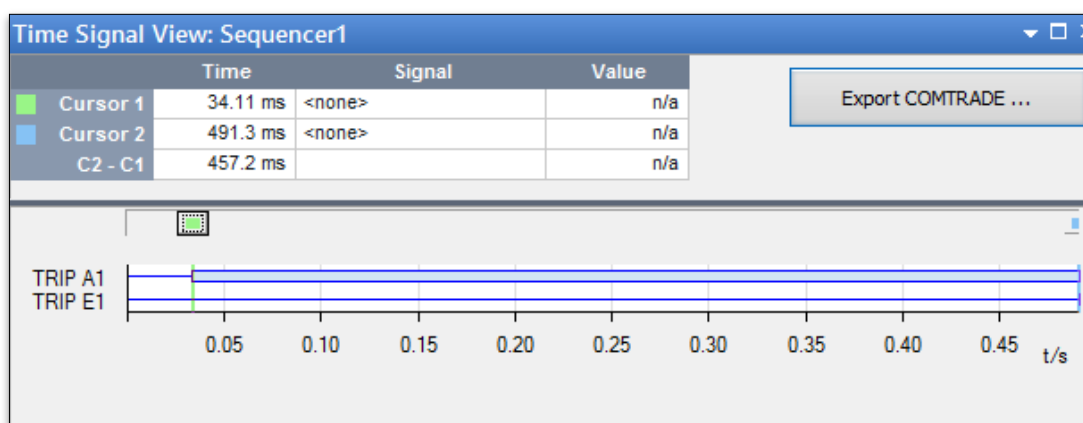 Time Signal View: Sequencer1
Time Signal Value
Cursor 1 34.11 ms <none> n/a
Cursor 2 491.3 ms <none> n/a
C2 - C1 457.2 ms n/a
Export COMTRADE ...
TRIP A1
TRIP E1
0.05 0.10 0.15 0.20 0.25 0.30 0.35 0.40 0.45 t/s